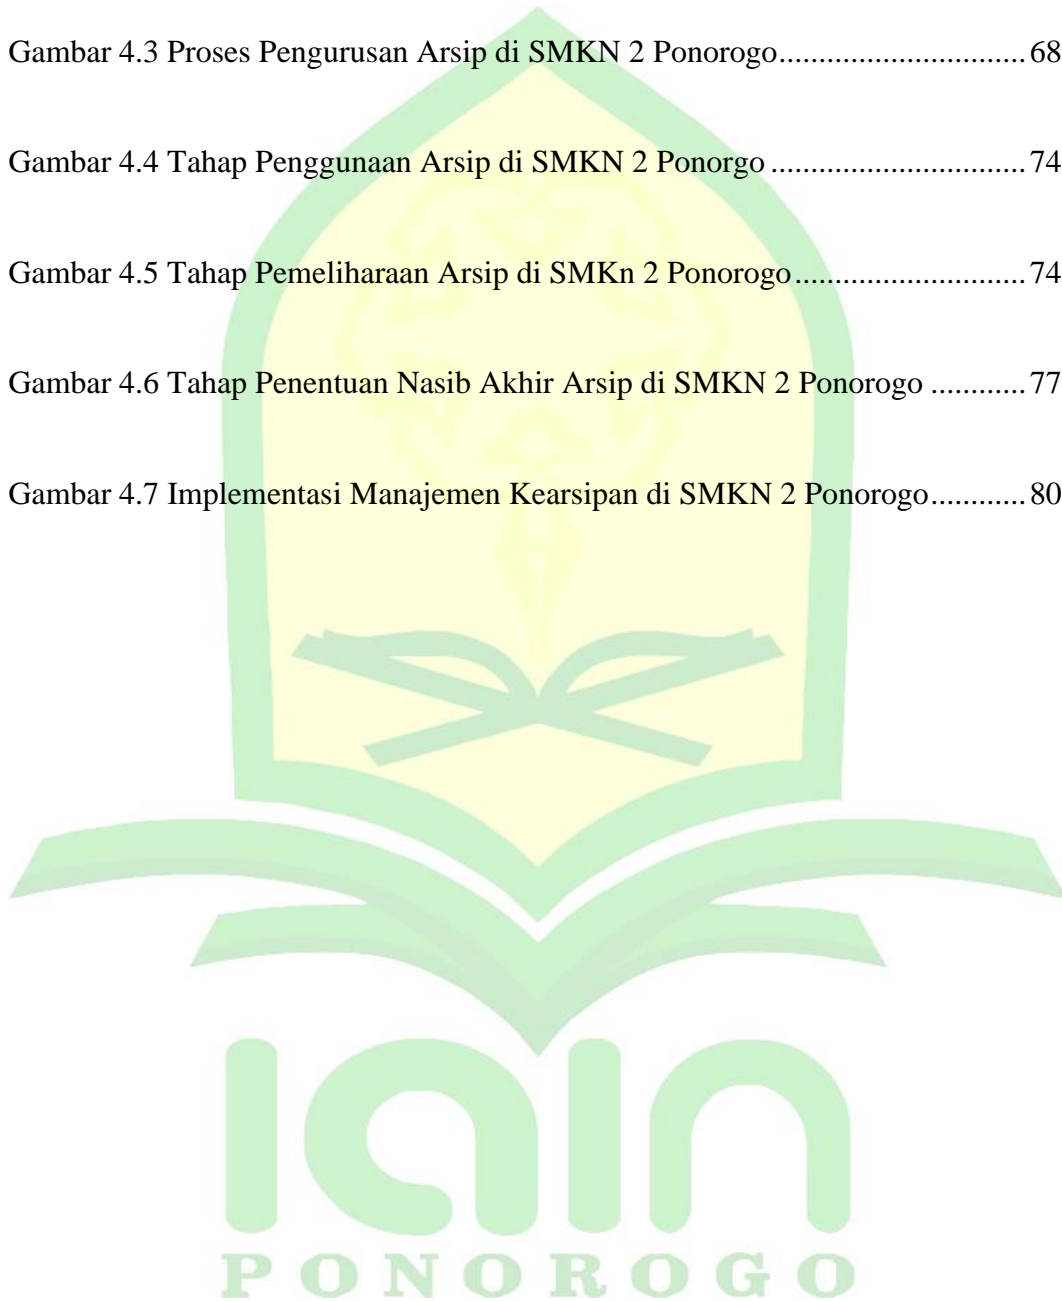 Gambar 4.3 Proses Pengurusan Arsip di SMKN 2 Ponorogo............................... 68
Gambar 4.4 Tahap Penggunaan Arsip di SMKN 2 Ponorgo ................................ 74
Gambar 4.5 Tahap Pemeliharaan Arsip di SMKn 2 Ponorogo............................. 74
Gambar 4.6 Tahap Penentuan Nasib Akhir Arsip di SMKN 2 Ponorogo ............ 77
Gambar 4.7 Implementasi Manajemen Kearsipan di SMKN 2 Ponorogo............ 80
IAIN
PONOROGO